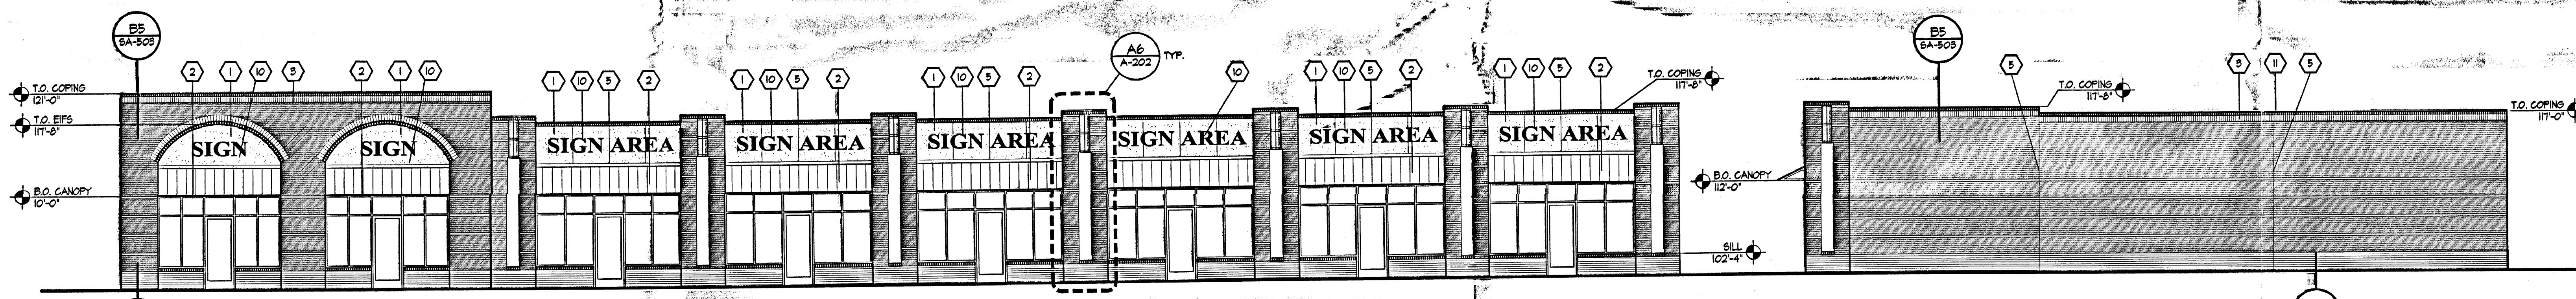 B5
SA-503
T.O. COPING
121'-0"
T.O. EIFS
117'-8"
B.O. CANOPY
10'-0"
2
1
10
3
2
1
10
SIGN
SIGN
1
10
5
2
SIGN AREA
1
10
5
2
SIGN AREA
1
10
5
2
SIGN AREA
A6
A-202
TYP.
10
SIGN AREA
1
10
5
2
SIGN AREA
1
10
5
2
SIGN AREA
T.O. COPING
117'-8"
B.O. CANOPY
112'-0"
SILL
102'-4"
B5
SA-503
5
T.O. COPING
117'-8"
3
11
5
T.O. COPING
117'-0"